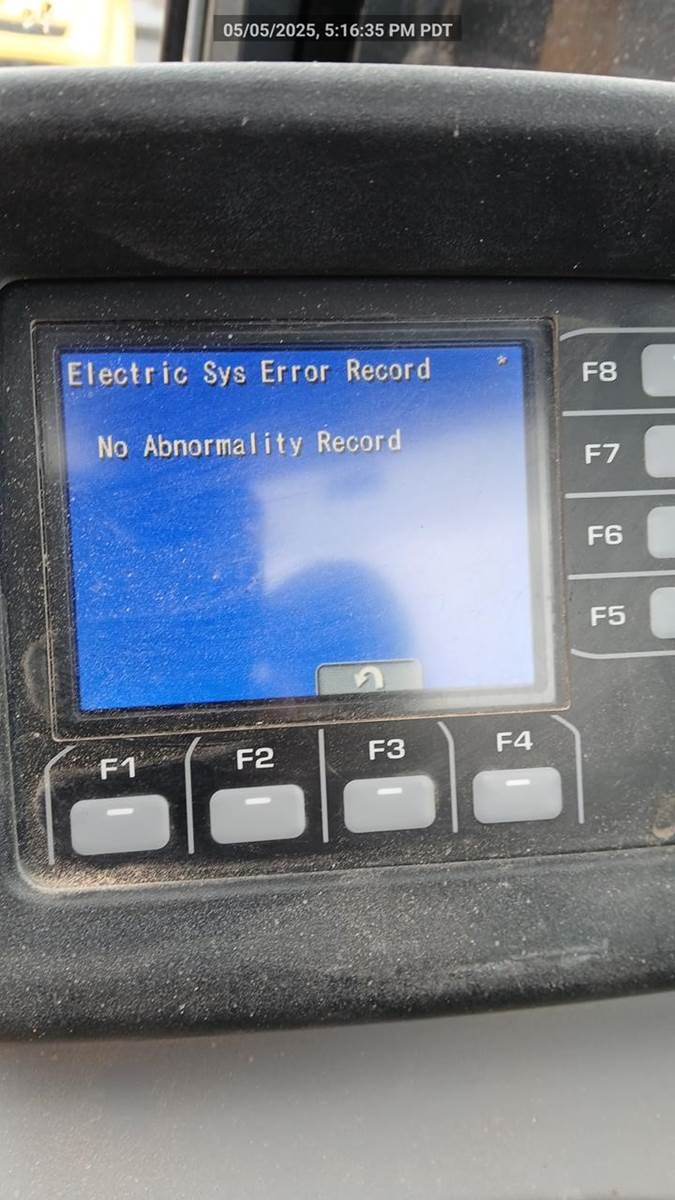 05/05/2025, 5:16:35 PM PDT
Electric Sys Error Record *
No Abnormality Record
F8
F7
F6
F5
F1 F2 F3 F4